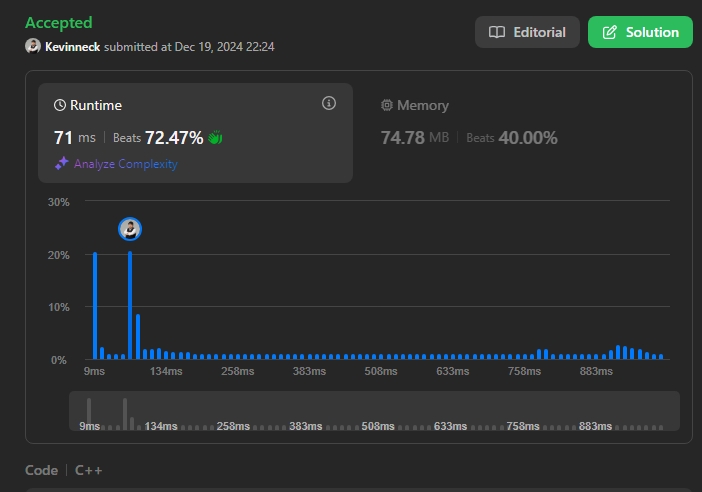 Accepted
Kevinneck submitted at Dec 19, 2024 22:24
Editorial
Solution
Runtime
71 ms | Beats 72.47%
Analyze Complexity
Memory
74.78 MB | Beats 40.00%
30%
20%
10%
0%
9ms 134ms 258ms 383ms 508ms 633ms 758ms 883ms
9ms 134ms 258ms 383ms 508ms 633ms 758ms 883ms
Code | C++